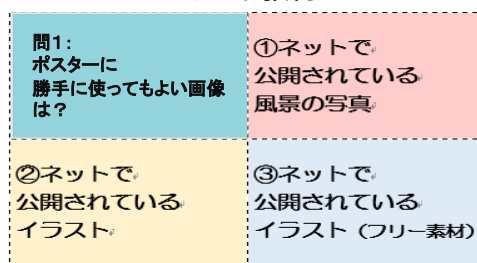 問1：
ポスターに
勝手に使ってもよい画像
は？
①ネットで
公開されている
風景の写真
②ネットで
公開されている
イラスト
③ネットで
公開されている
イラスト（フリー素材）